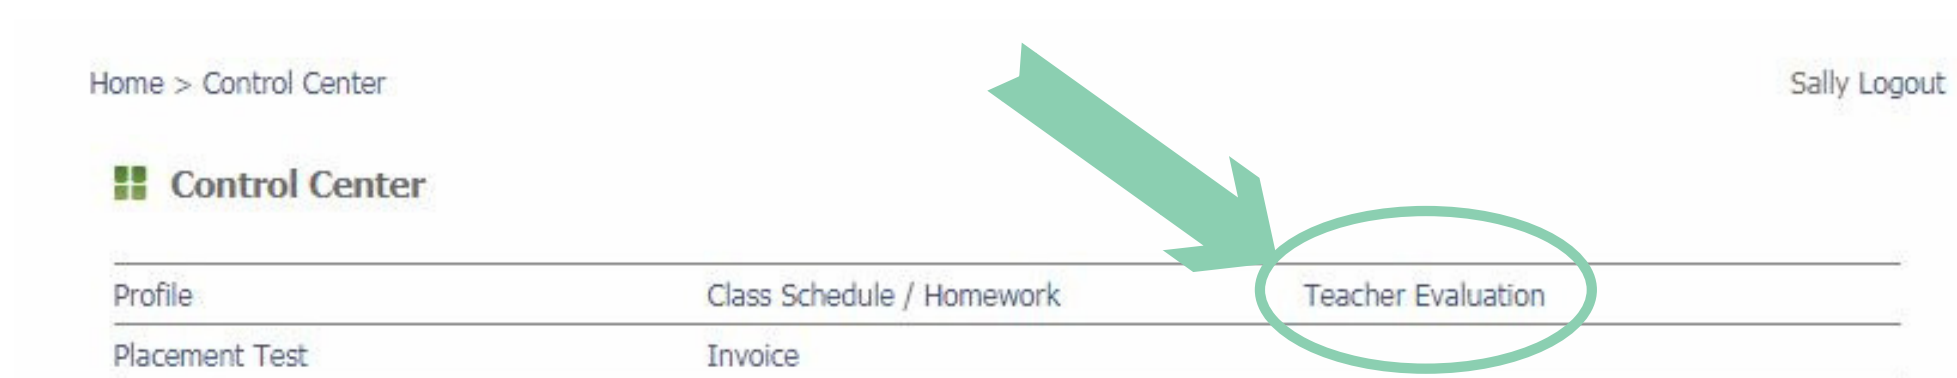 Home > Control Center
Sally Logout
Control Center
Profile
Class Schedule / Homework
Teacher Evaluation
Placement Test
Invoice